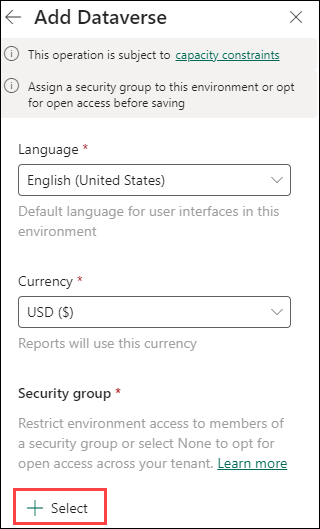 Add Dataverse
This operation is subject to capacity constraints
Assign a security group to this environment or opt
for open access before saving
Language *
English (United States)
Default language for user interfaces in this
environment
Currency *
USD ($)
Reports will use this currency
Security group *
Restrict environment access to members of
a security group or select None to opt for
open access across your tenant. Learn more
Select